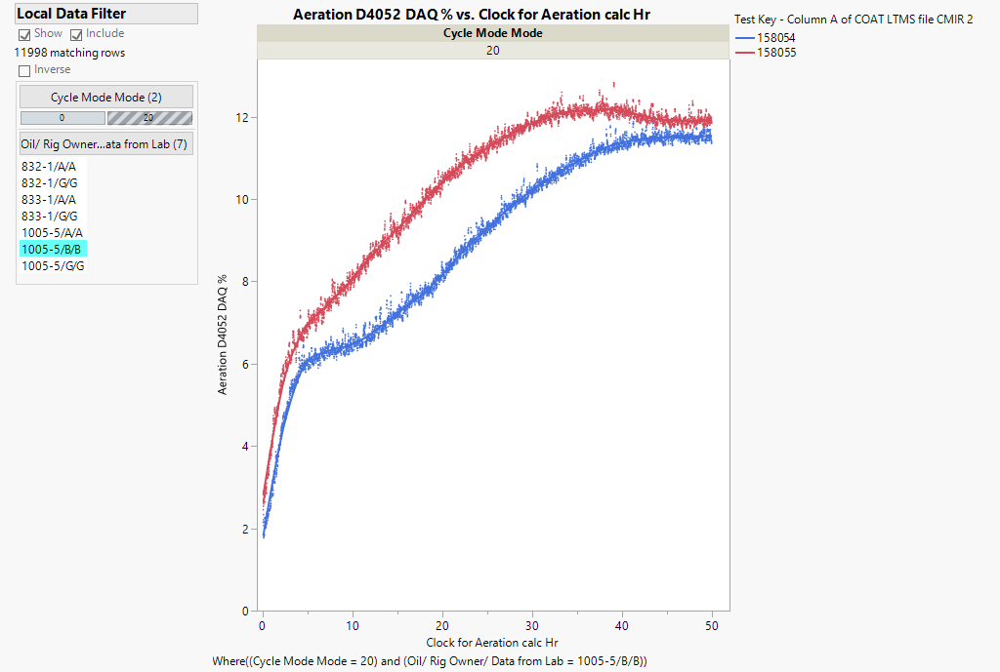 Local Data Filter
Show Include
11998 matching rows
Inverse
Cycle Mode Mode (2)
0 20
Oil/ Rig Owner...ata from Lab (7)
832-1/A/A
832-1/G/G
833-1/A/A
833-1/G/G
1005-5/A/A
1005-5/B/B
1005-5/G/G
Aeration D4052 DAQ % vs. Clock for Aeration calc Hr
Cycle Mode Mode
20
Aeration D4052 DAQ %
12
10
8
6
4
2
0
0 10 20 30 40 50
Clock for Aeration calc Hr
Where((Cycle Mode Mode = 20) and (Oil/ Rig Owner/ Data from Lab = 1005-5/B/B))
Test Key - Column A of COAT LTMS file CMIR 2
158054
158055